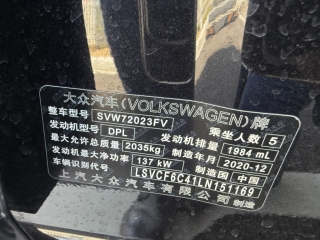 大众汽车(VOLKSWAGEN)牌
整车型号 SVW72023FV 乘坐人数 5
发动机型号 DPL 发动机排量 1984 mL
最大允许总质量 2035kg 制造年月 2020-12
发动机最大净功率 137 kW 制造国 中国
车辆识别代号 LSVCF6C41LN151169
上汽大众汽车有限公司 制造